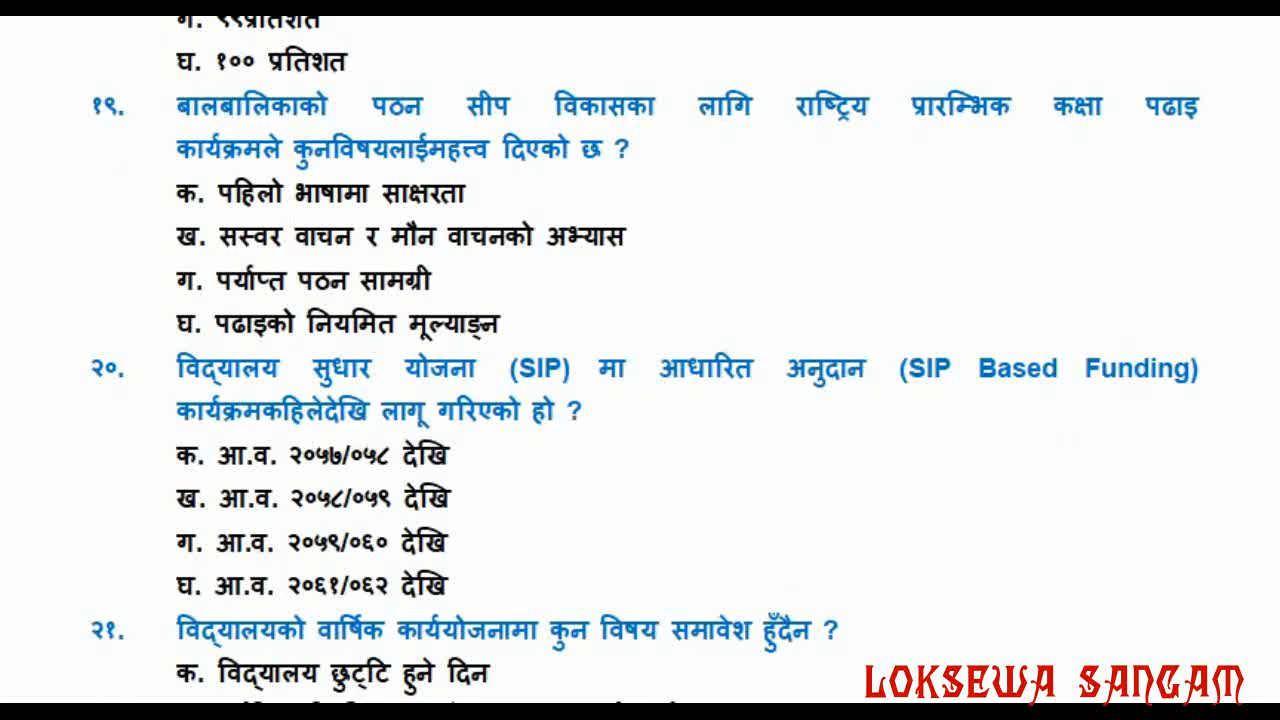 ग. ९९प्रतिशत
घ. १०० प्रतिशत
१९. बालबालिकाको पठन सीप विकासका लागि राष्ट्रिय प्रारम्भिक कक्षा पढाइ
कार्यक्रमले कुनविषयलाईमहत्त्व दिएको छ ?
क. पहिलो भाषामा साक्षरता
ख. सस्वर वाचन र मौन वाचनको अभ्यास
ग. पर्याप्त पठन सामग्री
घ. पढाइको नियमित मूल्याङ्न
२०. विद्यालय सुधार योजना (SIP) मा आधारित अनुदान (SIP Based Funding)
कार्यक्रमकहिलेदेखि लागू गरिएको हो ?
क. आ.व. २०५७/०५८ देखि
ख. आ.व. २०५८/०५९ देखि
ग. आ.व. २०५९/०६० देखि
घ. आ.व. २०६१/०६२ देखि
२१. विद्यालयको वार्षिक कार्ययोजनामा कुन विषय समावेश हुँदैन ?
क. विद्यालय छुट्टि हुने दिन
LOKSEWA SANGAM